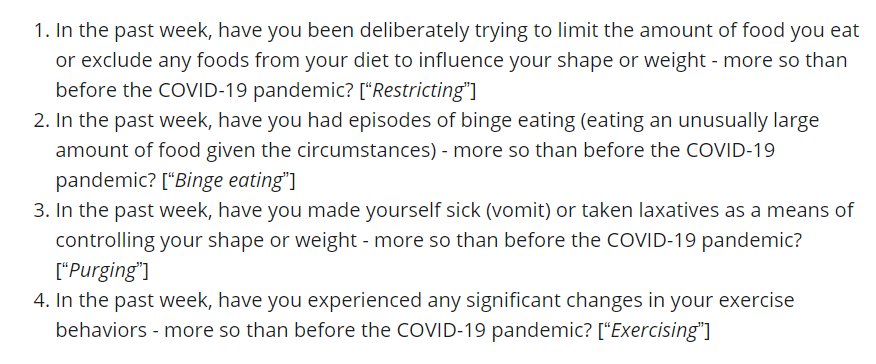 1. In the past week, have you been deliberately trying to limit the amount of food you eat
or exclude any foods from your diet to influence your shape or weight - more so than
before the COVID-19 pandemic? [“Restricting”]
2. In the past week, have you had episodes of binge eating (eating an unusually large
amount of food given the circumstances) - more so than before the COVID-19
pandemic? [“Binge eating”]
3. In the past week, have you made yourself sick (vomit) or taken laxatives as a means of
controlling your shape or weight - more so than before the COVID-19 pandemic?
[“Purging”]
4. In the past week, have you experienced any significant changes in your exercise
behaviors - more so than before the COVID-19 pandemic? [“Exercising”]